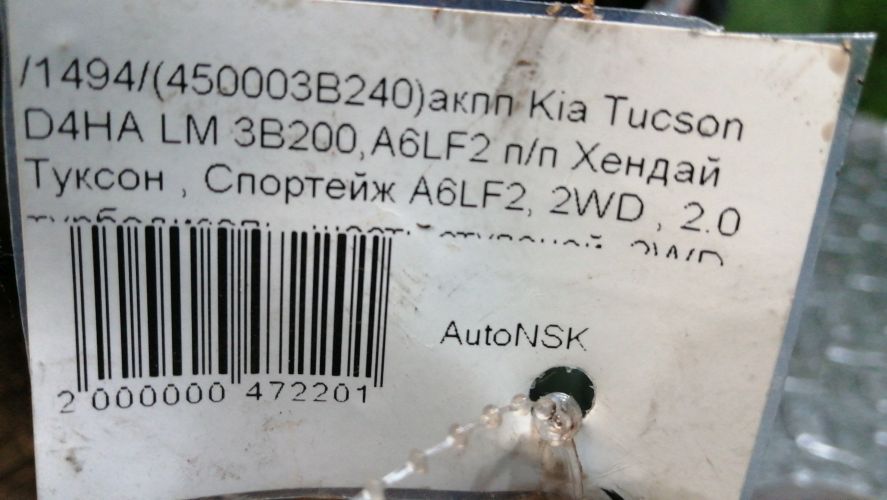 /1494/(450003B240)акпп Kia Tucson
D4HA LM 3B200,A6LF2 п/п Хендай
Туксон , Спортейж A6LF2, 2WD , 2.0
AutoNSK
2 000000 472201